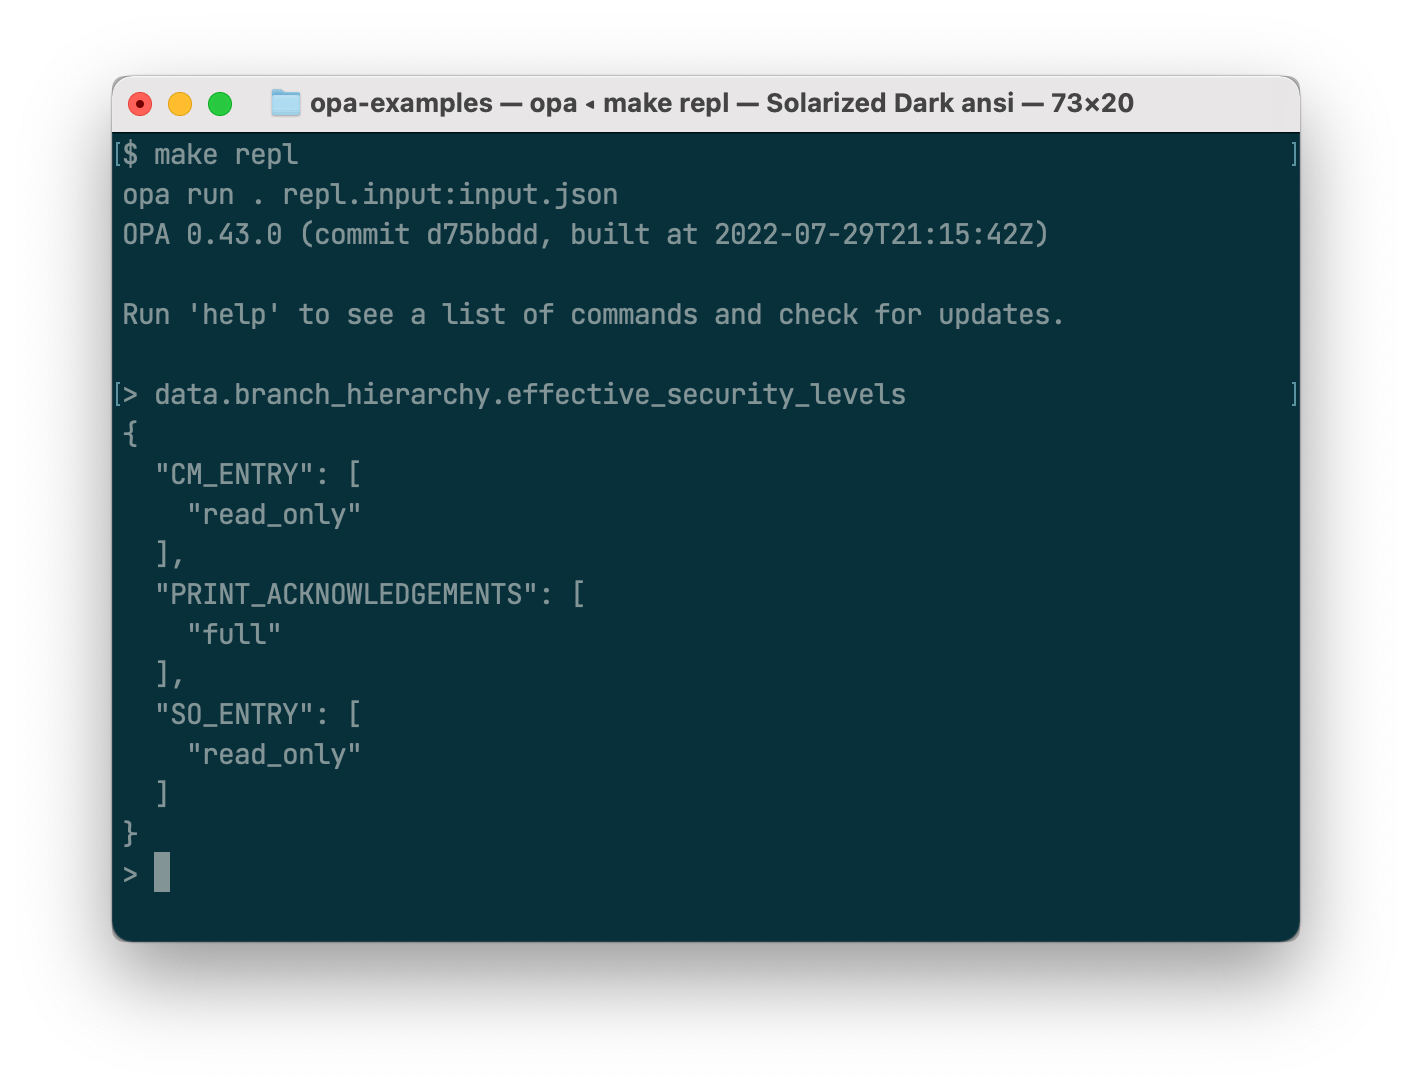 opa-examples — opa ◂ make repl — Solarized Dark ansi — 73×20
[$ make repl ]
opa run . repl.input:input.json
OPA 0.43.0 (commit d75bbdd, built at 2022-07-29T21:15:42Z)
Run 'help' to see a list of commands and check for updates.
[> data.branch_hierarchy.effective_security_levels ]
{
  "CM_ENTRY": [
    "read_only"
  ],
  "PRINT_ACKNOWLEDGEMENTS": [
    "full"
  ],
  "SO_ENTRY": [
    "read_only"
  ]
}
>